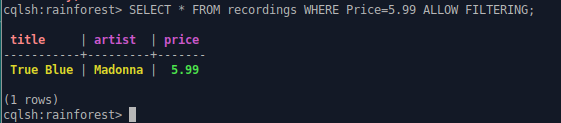 cqlsh:rainforest> SELECT * FROM recordings WHERE Price=5.99 ALLOW FILTERING;
 title     | artist  | price
-----------+---------+-------
 True Blue | Madonna |  5.99
(1 rows)
cqlsh:rainforest>